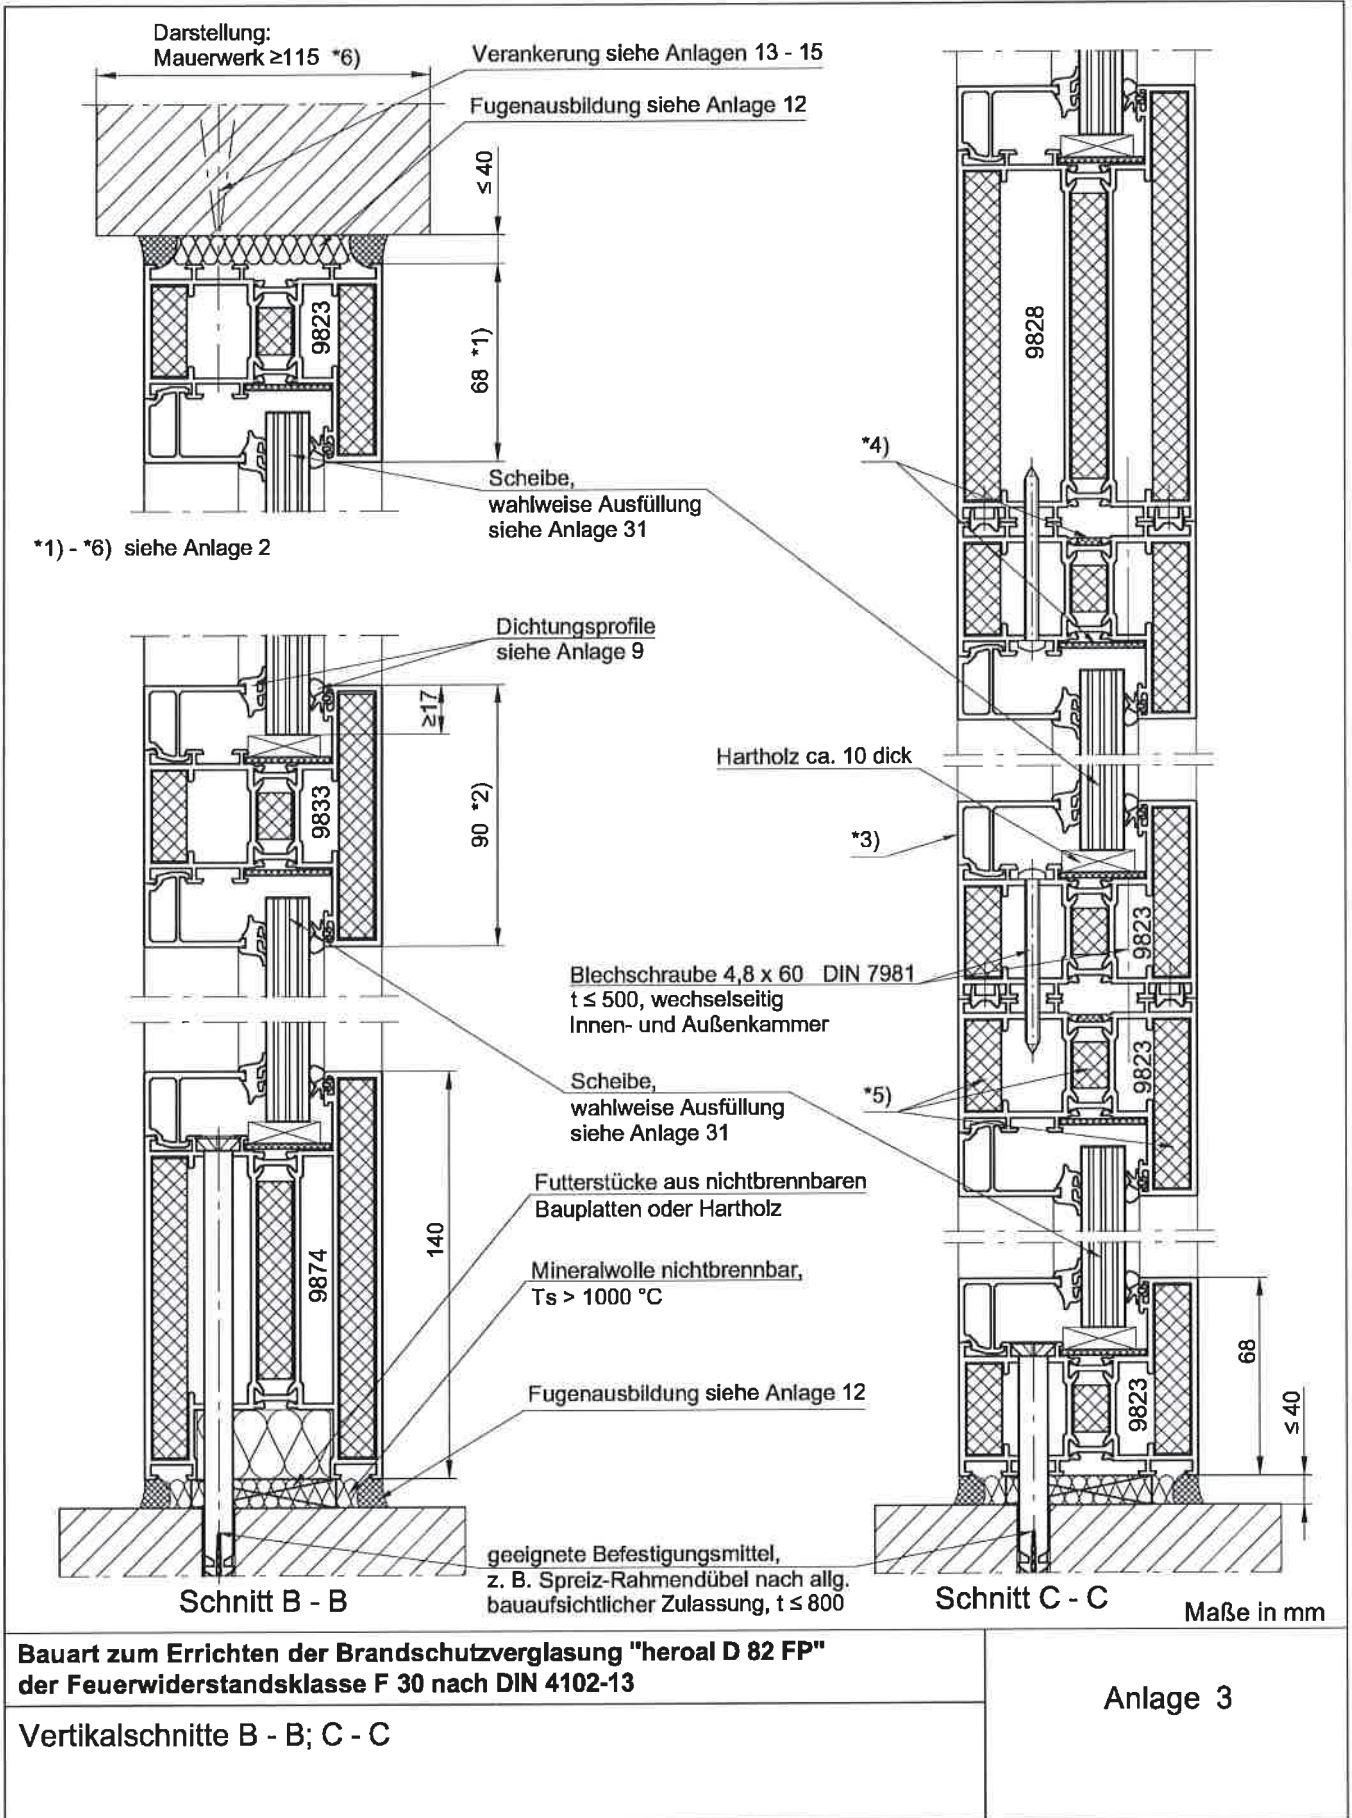 Darstellung:
Mauerwerk ≥115 *6)
Verankerung siehe Anlagen 13 - 15
Fugenausbildung siehe Anlage 12
≤ 40
9823
68 *1)
Scheibe,
wahlweise Ausfüllung
siehe Anlage 31
*1) - *6) siehe Anlage 2
Dichtungsprofile
siehe Anlage 9
≥17
9833
90 *2)
Scheibe,
wahlweise Ausfüllung
siehe Anlage 31
Futterstücke aus nichtbrennbaren
Bauplatten oder Hartholz
Mineralwolle nichtbrennbar,
Ts > 1000 °C
9874
140
Fugenausbildung siehe Anlage 12
geeignete Befestigungsmittel,
z. B. Spreiz-Rahmendübel nach allg.
bauaufsichtlicher Zulassung, t ≤ 800
Schnitt B - B
9828
*4)
Hartholz ca. 10 dick
*3)
9823
Blechschraube 4,8 x 60 DIN 7981
t ≤ 500, wechselseitig
Innen- und Außenkammer
9823
*5)
9823
68
≤ 40
Schnitt C - C
Maße in mm
Bauart zum Errichten der Brandschutzverglasung "heroal D 82 FP"
der Feuerwiderstandsklasse F 30 nach DIN 4102-13
Anlage 3
Vertikalschnitte B - B; C - C